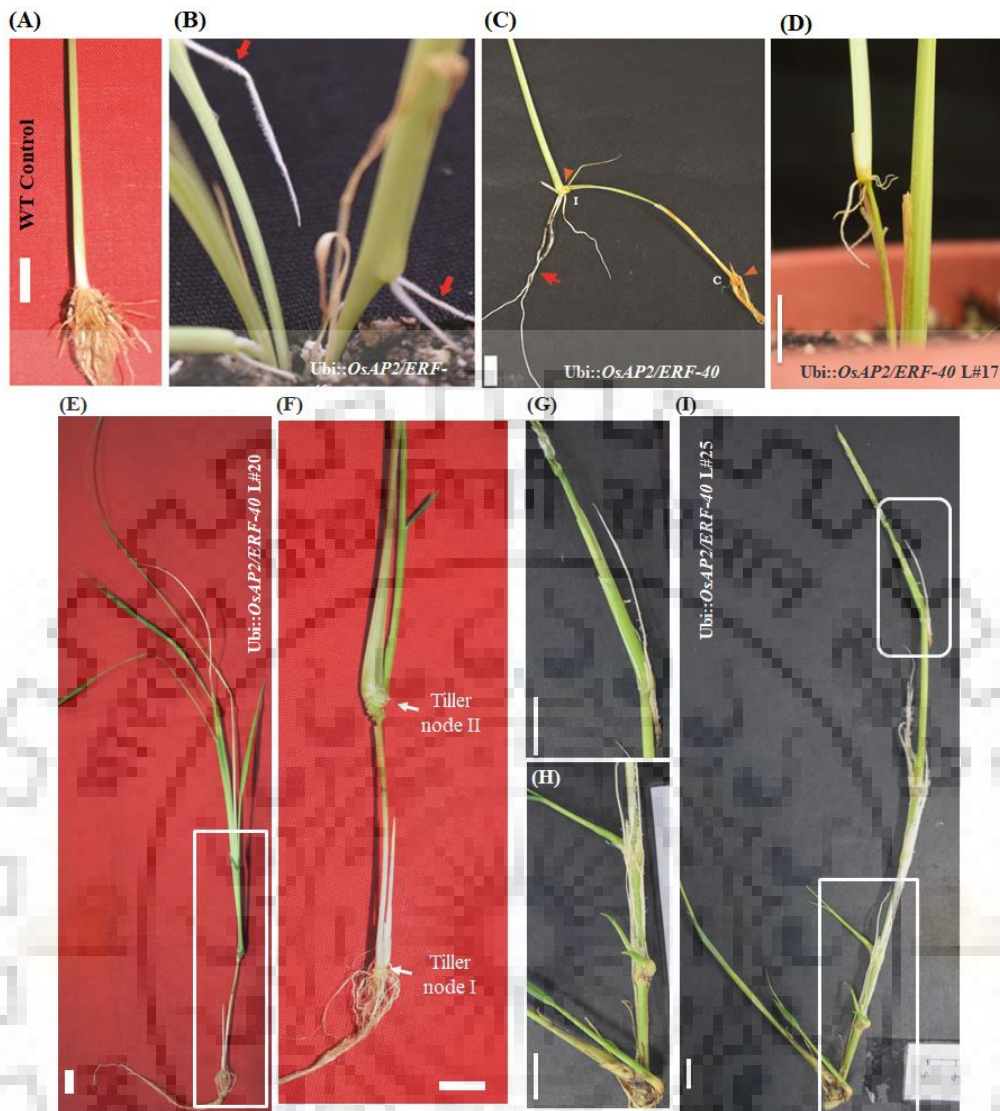 (A)
(B)
(C)
(D)
WT Control
Ubi::OsAP2/ERF-
Ubi::OsAP2/ERF-40
Ubi::OsAP2/ERF-40 L#17
I
C
(E)
(F)
(G)
(I)
Ubi::OsAP2/ERF-40 L#20
Tiller
node II
Tiller
node I
(H)
Ubi::OsAP2/ERF-40 L#25